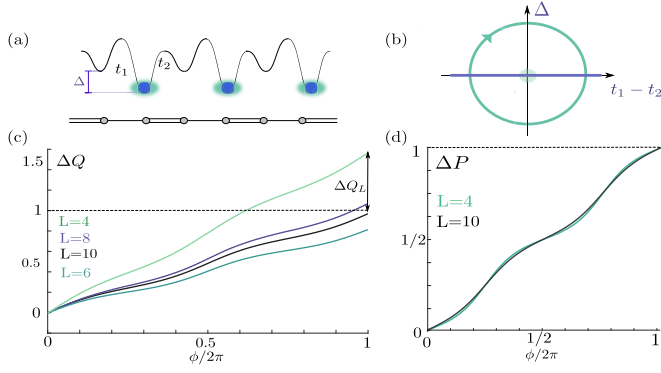 (a)
t₁ t₂
Δ
(b)
Δ
t₁ − t₂
(c)
ΔQ
1.5
1
0.5
0
ΔQ_L
L=4
L=8
L=10
L=6
0 0.5 1
ϕ/2π
(d)
ΔP
1
1/2
0
L=4
L=10
0 1/2 1
ϕ/2π